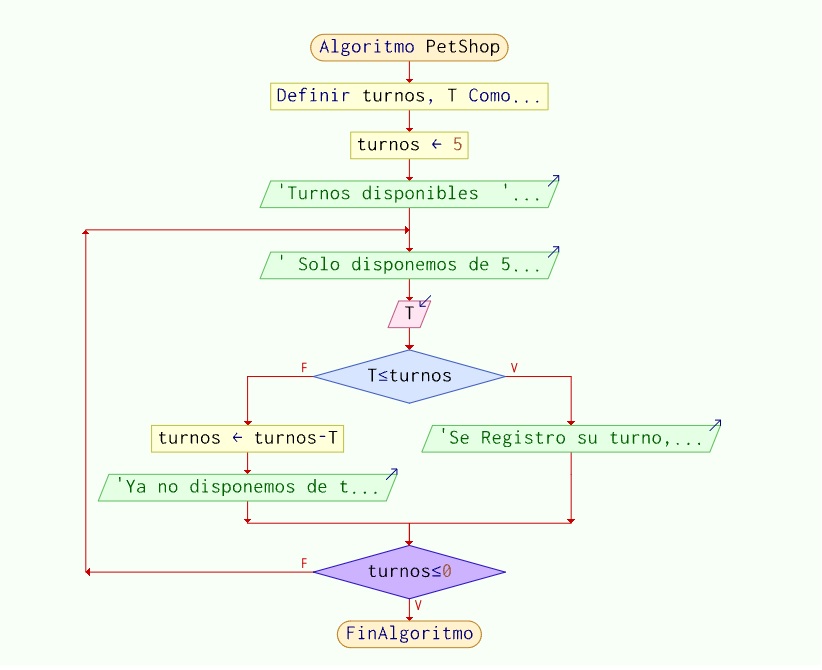 Algoritmo PetShop
Definir turnos, T Como...
turnos ← 5
'Turnos disponibles  '...
' Solo disponemos de 5...
T
T≤turnos
F
V
turnos ← turnos-T
'Se Registro su turno,...
'Ya no disponemos de t...
turnos≤0
F
V
FinAlgoritmo